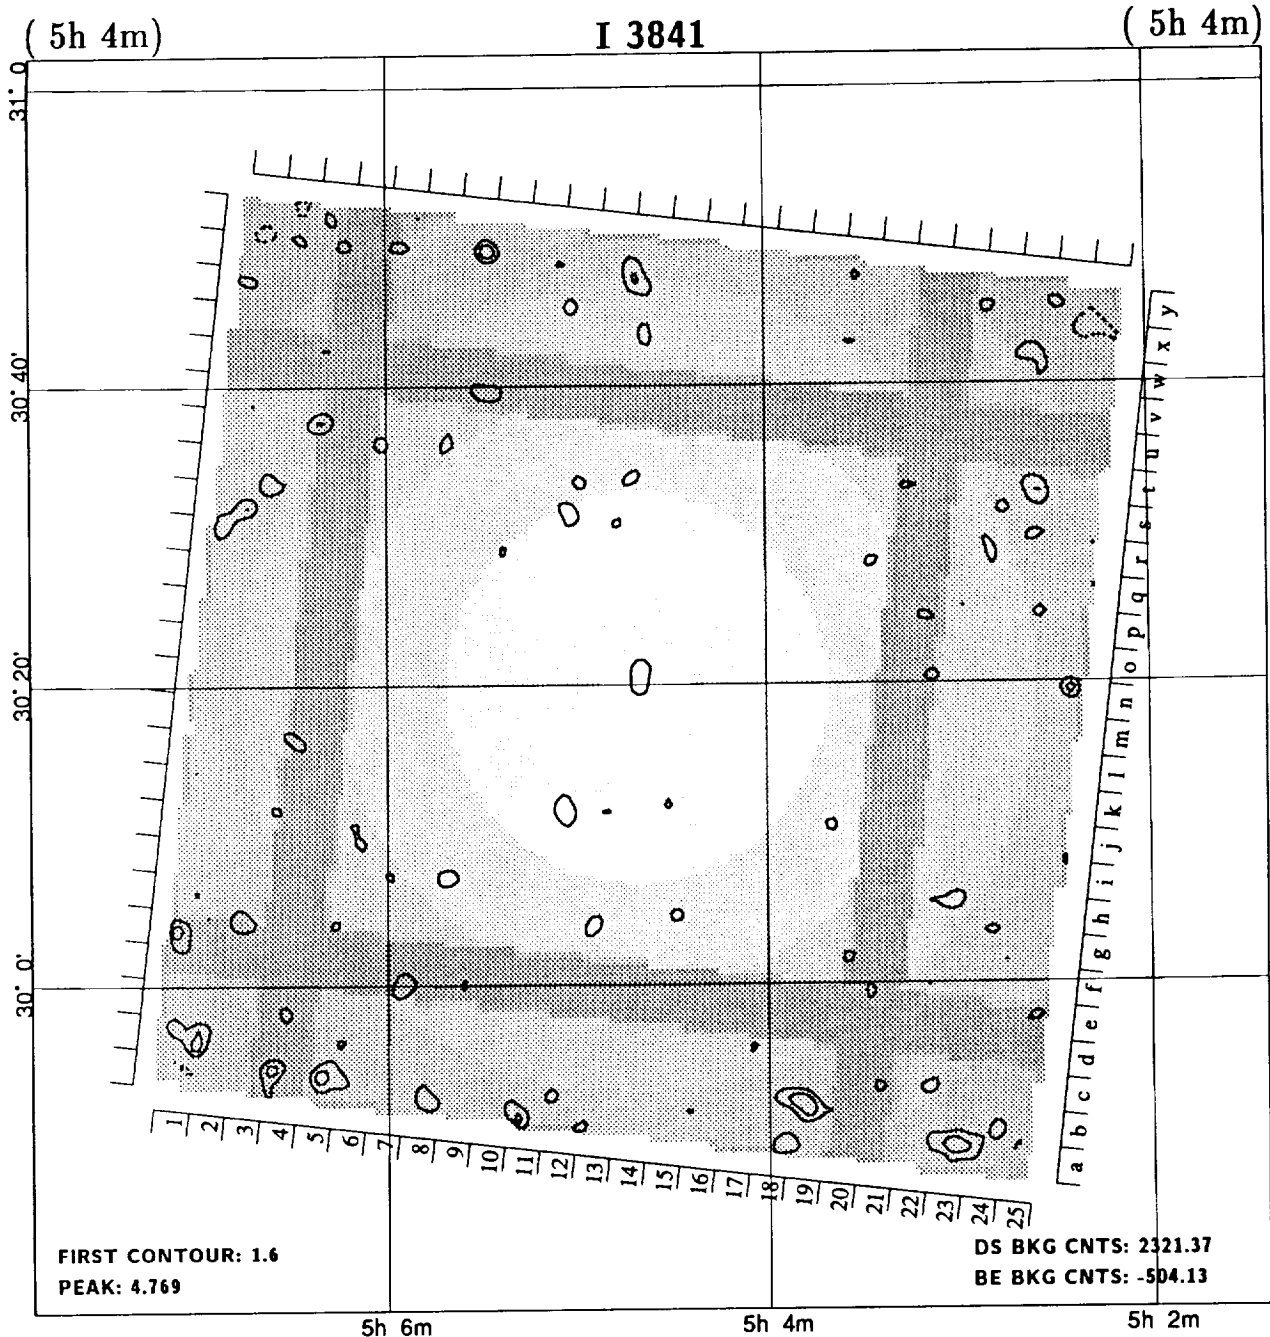 ( 5h 4m)
I 3841
( 5h 4m)
31° 0
30° 40'
30° 20'
30° 0'
a b c d e f g h i j k l m n o p q r s t u v w x y
1 2 3 4 5 6 7 8 9 10 11 12 13 14 15 16 17 18 19 20 21 22 23 24 25
FIRST CONTOUR: 1.6
PEAK: 4.769
DS BKG CNTS: 2321.37
BE BKG CNTS: -504.13
5h 6m
5h 4m
5h 2m